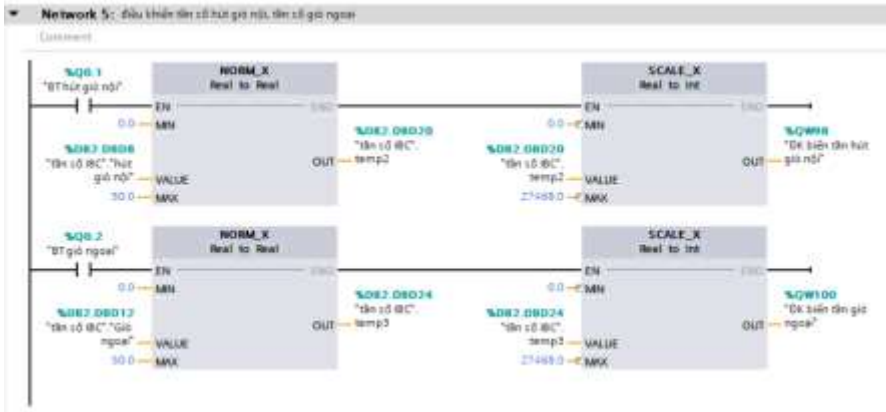 Network 5: điều khiển tần số hút gió nội, tần số gió ngoại
Comment
%Q0.1
"BT hút gió nội"
NORM_X
Real to Real
EN
ENO
0.0
MIN
%DB2.DBD8
"tần số IBC"."hút
gió nội"
VALUE
50.0
MAX
OUT
%DB2.DBD20
"tần số IBC".
temp2
SCALE_X
Real to Int
EN
ENO
0.0
MIN
%DB2.DBD20
"tần số IBC".
temp2
VALUE
27468.0
MAX
OUT
%QW98
"ĐK biến tần hút
gió nội"
%Q0.2
"BT gió ngoại"
NORM_X
Real to Real
EN
ENO
0.0
MIN
%DB2.DBD12
"tần số IBC"."Gió
ngoại"
VALUE
50.0
MAX
OUT
%DB2.DBD24
"tần số IBC".
temp3
SCALE_X
Real to Int
EN
ENO
0.0
MIN
%DB2.DBD24
"tần số IBC".
temp3
VALUE
27468.0
MAX
OUT
%QW100
"ĐK biến tần gió
ngoại"